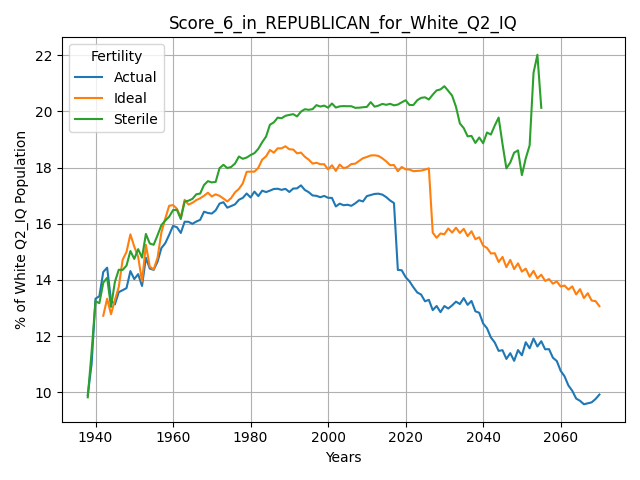 Score_6_in_REPUBLICAN_for_White_Q2_IQ
Fertility
Actual
Ideal
Sterile
% of White Q2_IQ Population
22
20
18
16
14
12
10
1940 1960 1980 2000 2020 2040 2060
Years